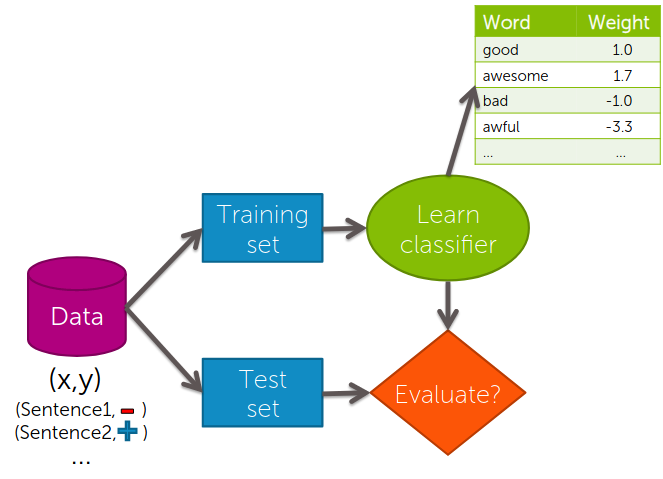 Word Weight
good 1.0
awesome 1.7
bad -1.0
awful -3.3
... ...
Training
set
Learn
classifier
Data
(x,y)
(Sentence1, - )
(Sentence2, + )
...
Test
set
Evaluate?